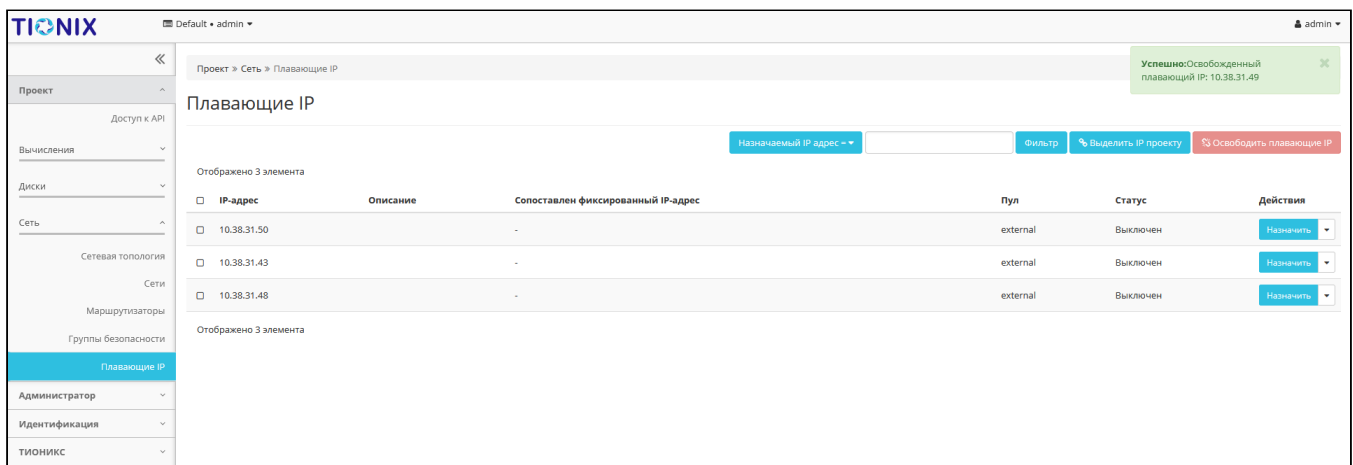 TIONIX
Default • admin
admin
Проект » Сеть » Плавающие IP
Успешно:Освобожденный
плавающий IP: 10.38.31.49
Проект
Доступ к API
Вычисления
Диски
Сеть
Сетевая топология
Сети
Маршрутизаторы
Группы безопасности
Плавающие IP
Администратор
Идентификация
ТИОНИКС
Плавающие IP
Назначаемый IP адрес = Фильтр Выделить IP проекту Освободить плавающие IP
Отображено 3 элемента
IP-адрес Описание Сопоставлен фиксированный IP-адрес Пул Статус Действия
10.38.31.50 - external Выключен Назначить
10.38.31.43 - external Выключен Назначить
10.38.31.48 - external Выключен Назначить
Отображено 3 элемента